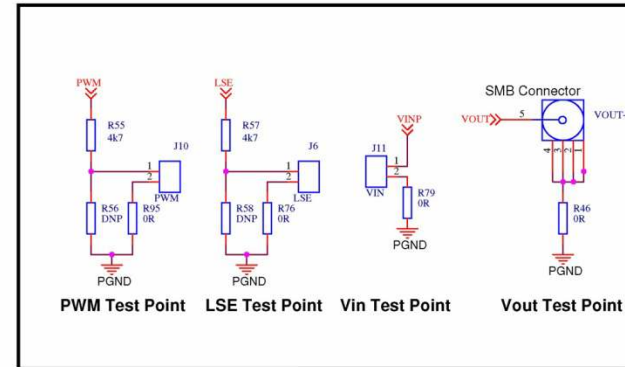 PWM
R55
4k7
J10
1
2
PWM
R56
DNP
R95
0R
PGND
PWM Test Point
LSE
R57
4k7
J6
1
2
LSE
R58
DNP
R76
0R
PGND
LSE Test Point
VINP
J11
1
2
VIN
R79
0R
PGND
Vin Test Point
SMB Connector
VOUT
5
VOUT-
4
3
2
1
R46
0R
PGND
Vout Test Point